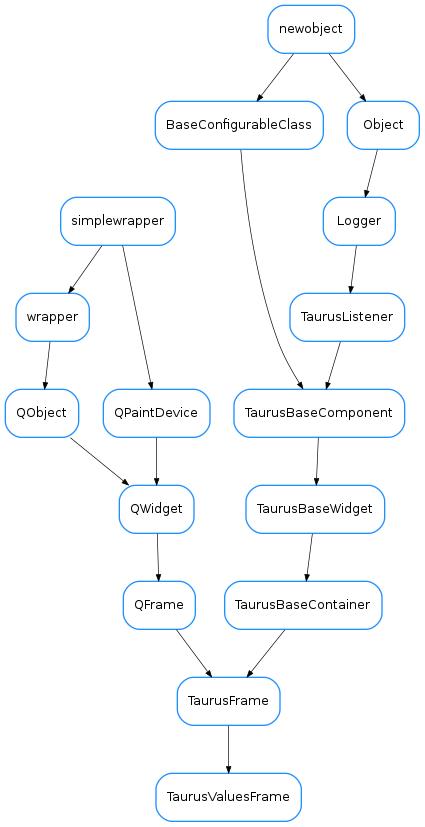 newobject
BaseConfigurableClass
Object
simplewrapper
Logger
wrapper
TaurusListener
QObject
QPaintDevice
TaurusBaseComponent
QWidget
TaurusBaseWidget
QFrame
TaurusBaseContainer
TaurusFrame
TaurusValuesFrame